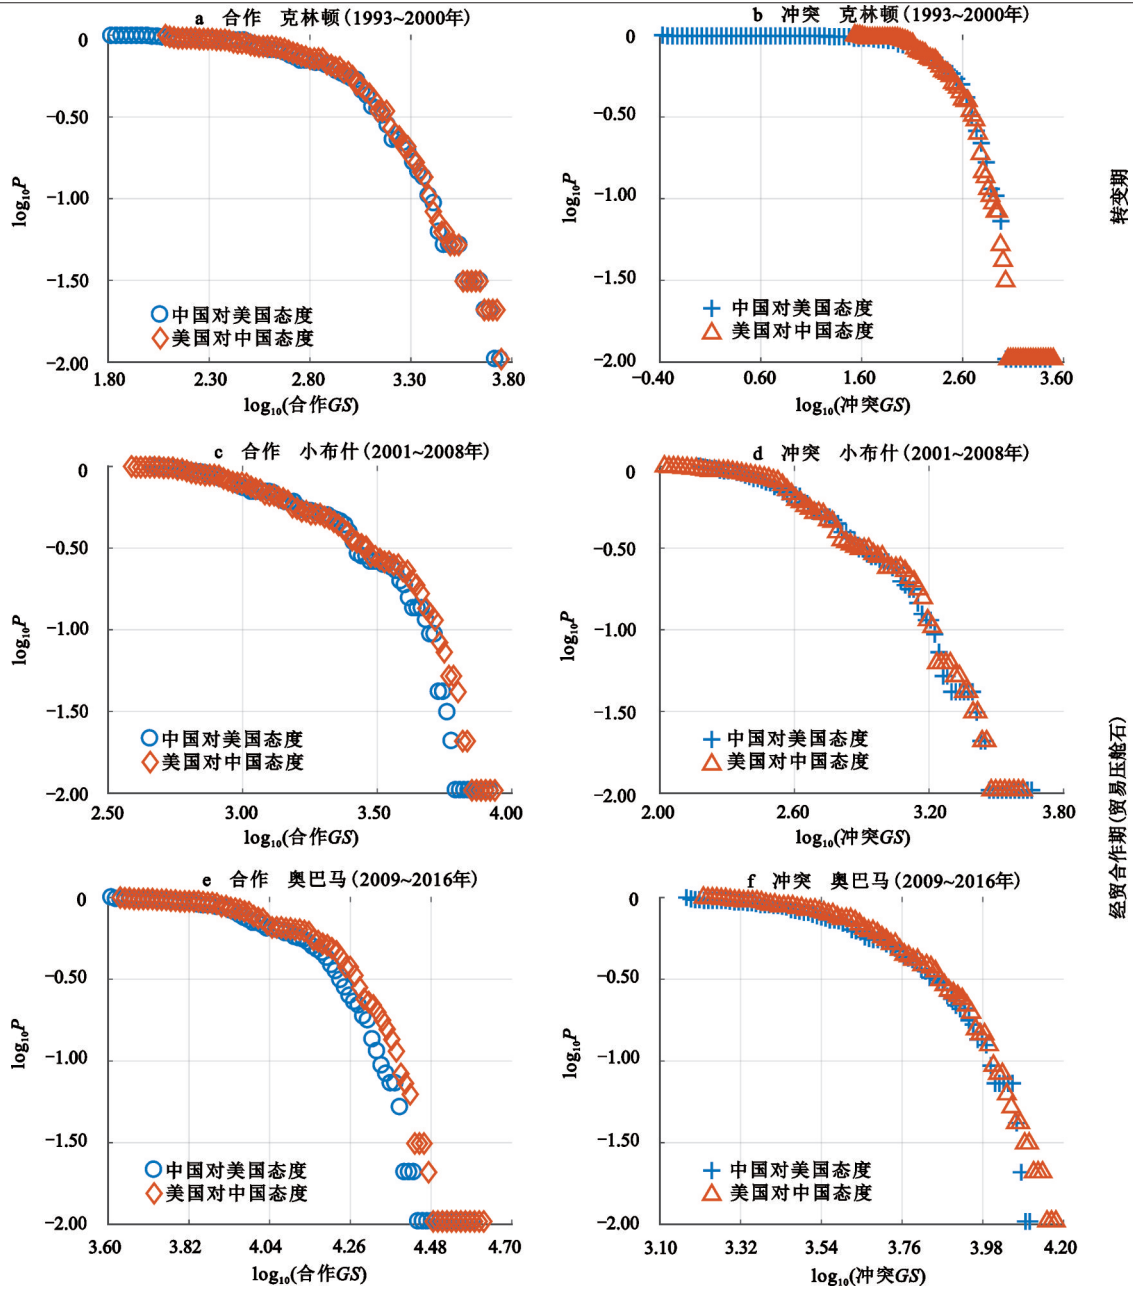 a 合作 克林顿(1993~2000年)
0
−0.50
−1.00
−1.50
−2.00
log₁₀P
中国对美国态度
美国对中国态度
1.80 2.30 2.80 3.30 3.80
log₁₀(合作GS)
b 冲突 克林顿(1993~2000年)
0
−0.50
−1.00
−1.50
−2.00
log₁₀P
中国对美国态度
美国对中国态度
−0.40 0.60 1.60 2.60 3.60
log₁₀(冲突GS)
转变期
c 合作 小布什(2001~2008年)
0
−0.50
−1.00
−1.50
−2.00
log₁₀P
中国对美国态度
美国对中国态度
2.50 3.00 3.50 4.00
log₁₀(合作GS)
d 冲突 小布什(2001~2008年)
0
−0.50
−1.00
−1.50
−2.00
log₁₀P
中国对美国态度
美国对中国态度
2.00 2.60 3.20 3.80
log₁₀(冲突GS)
经贸合作期(贸易压舱石)
e 合作 奥巴马(2009~2016年)
0
−0.50
−1.00
−1.50
−2.00
log₁₀P
中国对美国态度
美国对中国态度
3.60 3.82 4.04 4.26 4.48 4.70
log₁₀(合作GS)
f 冲突 奥巴马(2009~2016年)
0
−0.50
−1.00
−1.50
−2.00
log₁₀P
中国对美国态度
美国对中国态度
3.10 3.32 3.54 3.76 3.98 4.20
log₁₀(冲突GS)